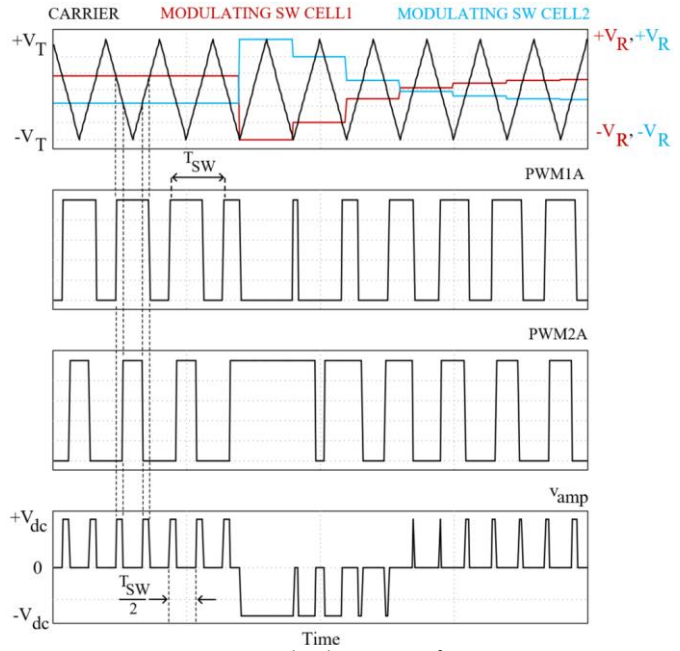 CARRIER MODULATING SW CELL1 MODULATING SW CELL2
+V_T +V_R,+V_R
-V_T -V_R,-V_R
T_SW
PWM1A
PWM2A
v_amp
+V_dc
0
T_SW/2
-V_dc
Time